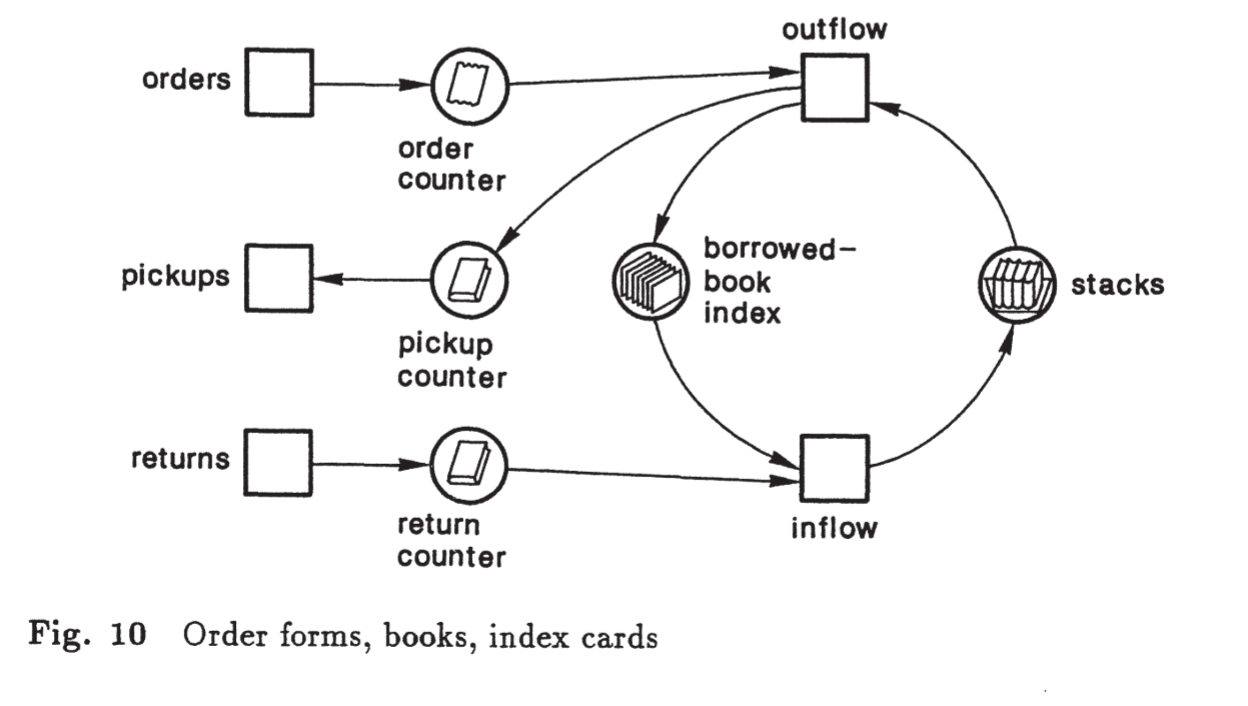 outflow
orders
order
counter
pickups
borrowed–
book
index
stacks
pickup
counter
returns
return
counter
inflow
Fig. 10 Order forms, books, index cards